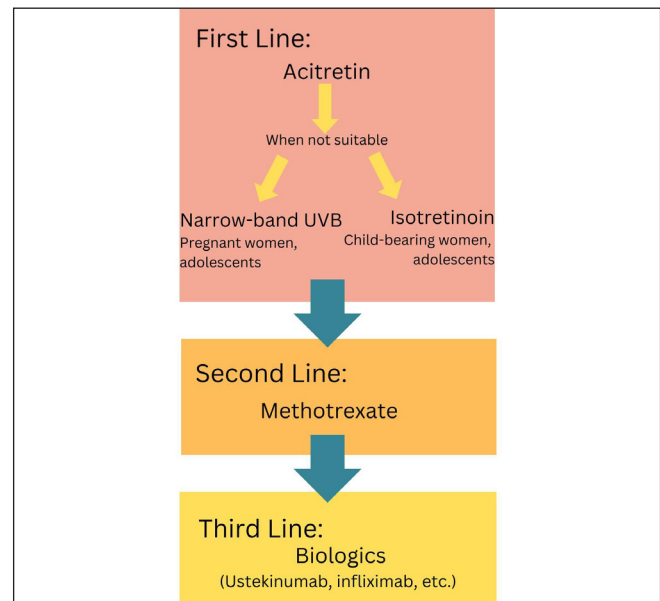 First Line:
Acitretin
When not suitable
Narrow-band UVB
Pregnant women,
adolescents
Isotretinoin
Child-bearing women,
adolescents
Second Line:
Methotrexate
Third Line:
Biologics
(Ustekinumab, infliximab, etc.)